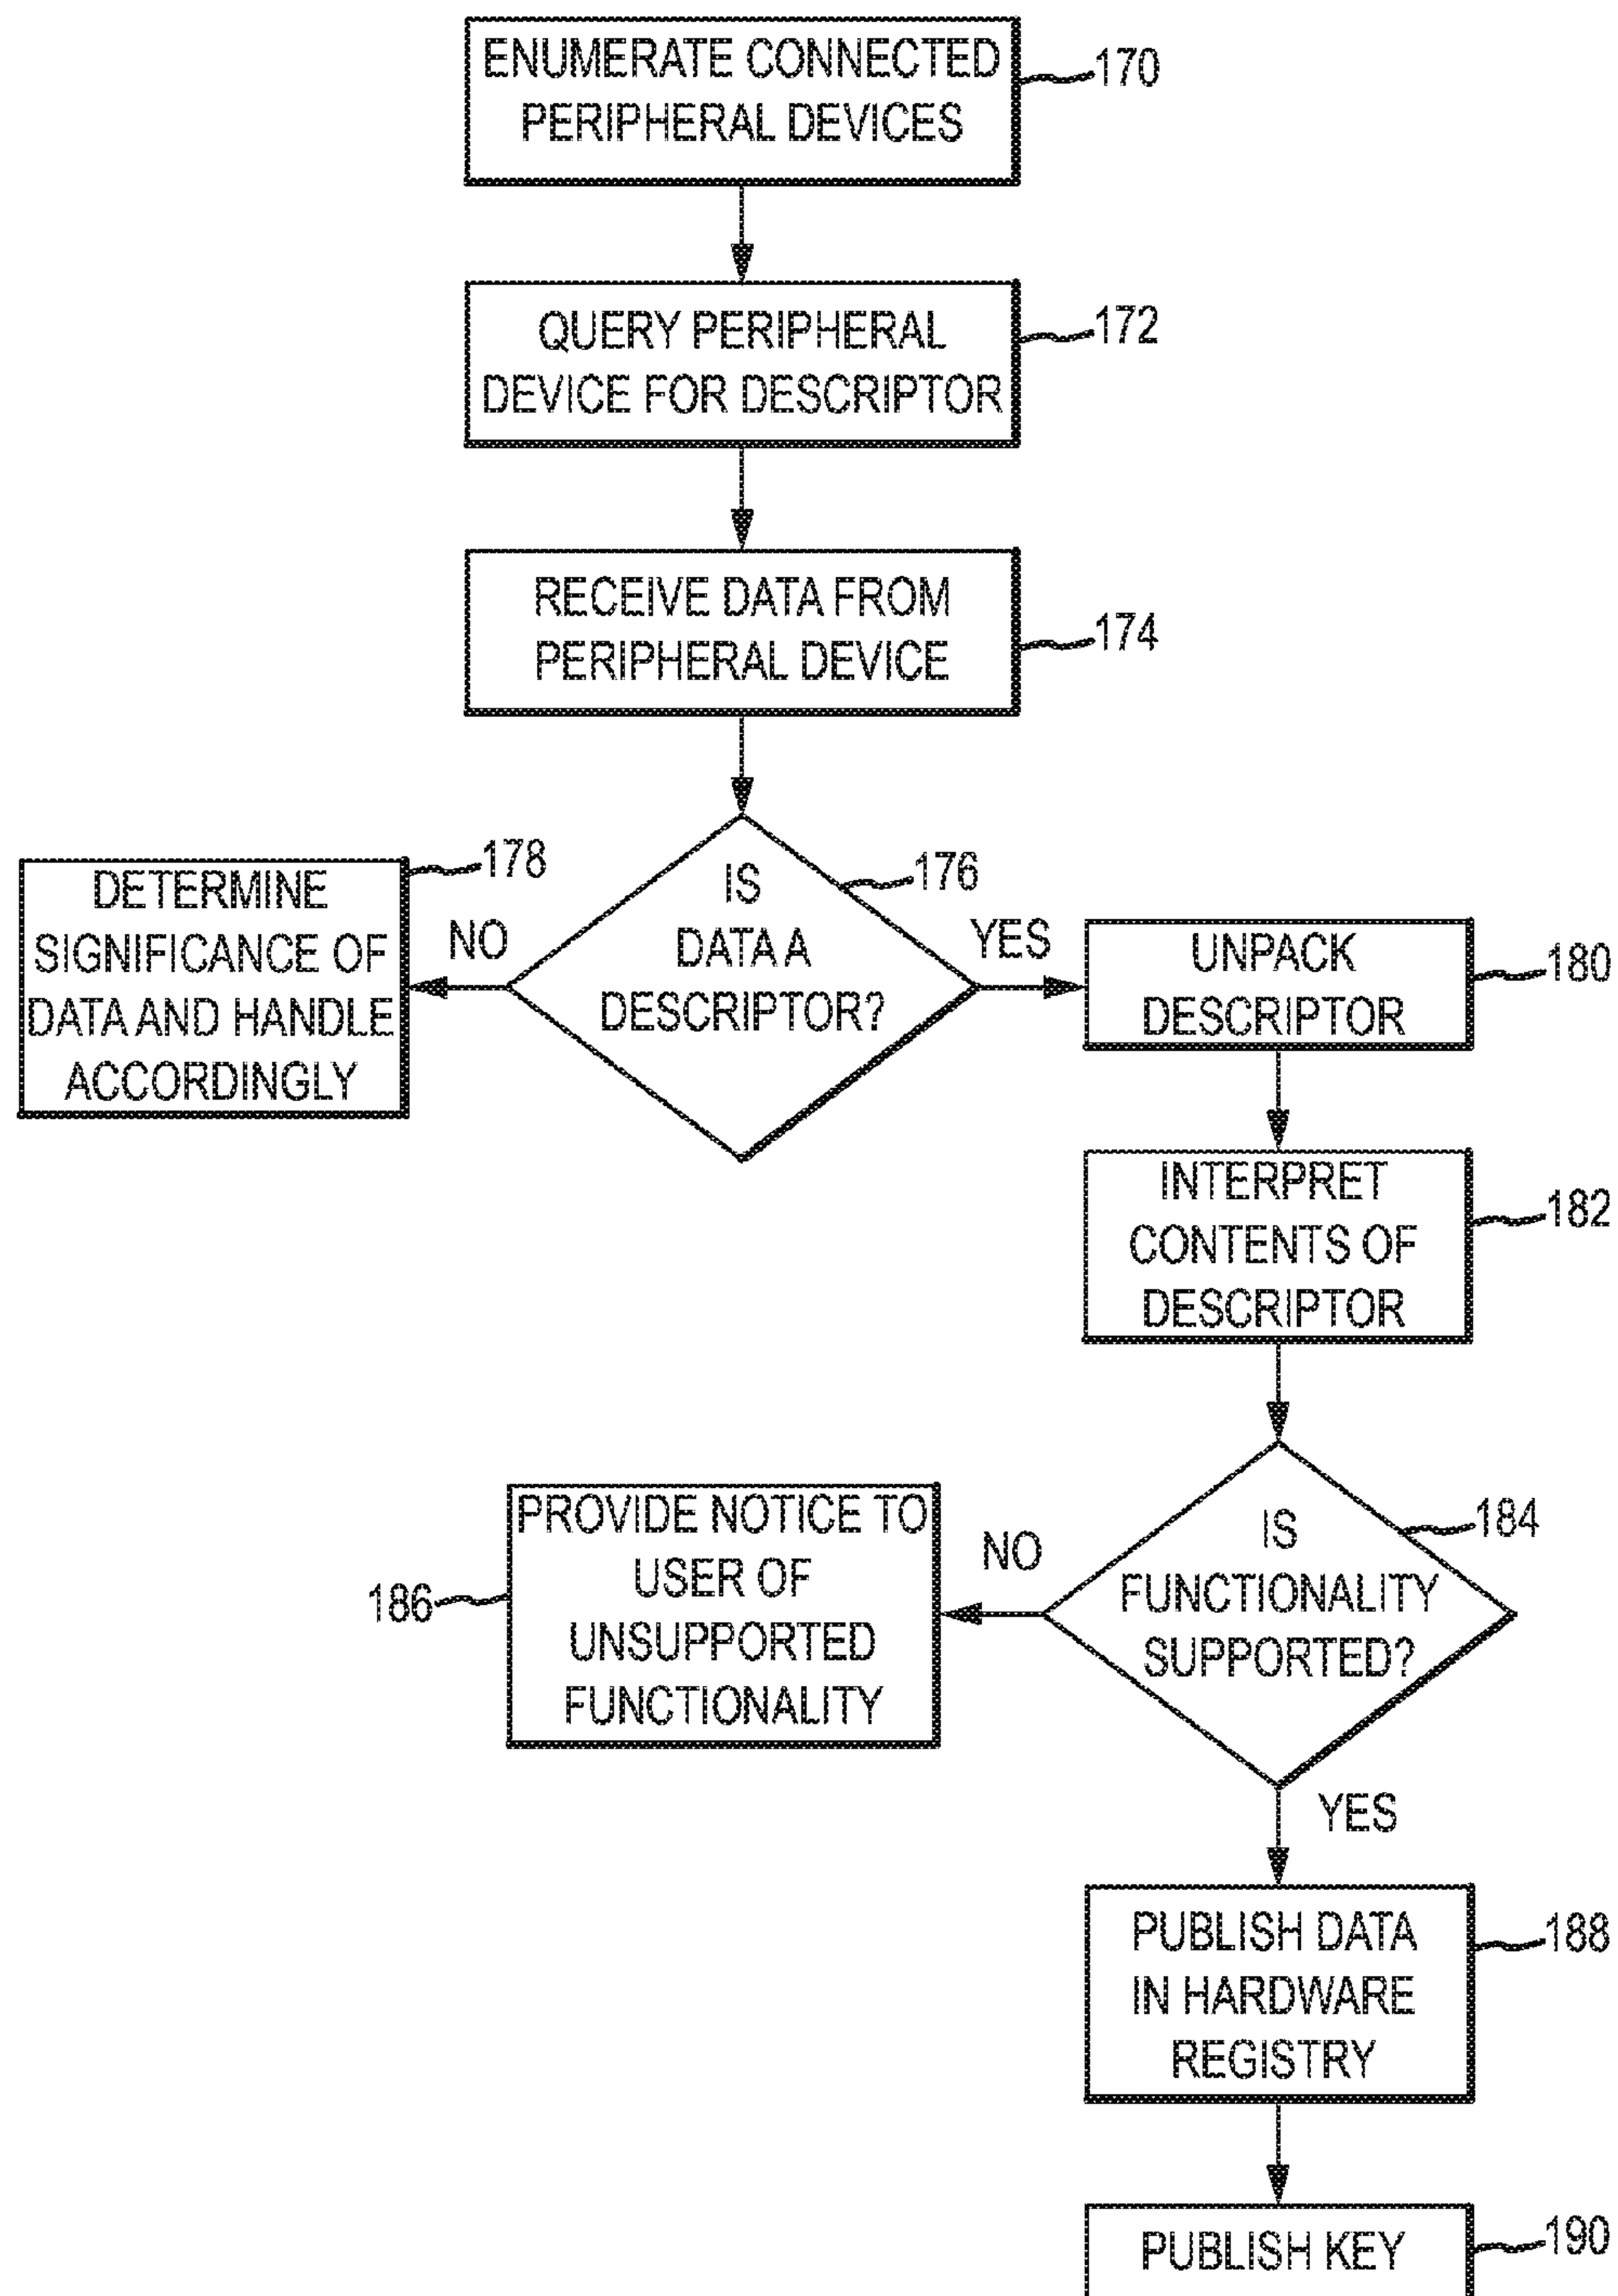 ENUMERATE CONNECTED
PERIPHERAL DEVICES
170
QUERY PERIPHERAL
DEVICE FOR DESCRIPTOR
172
RECEIVE DATA FROM
PERIPHERAL DEVICE
174
IS
DATA A
DESCRIPTOR?
176
NO
YES
DETERMINE
SIGNIFICANCE OF
DATA AND HANDLE
ACCORDINGLY
178
UNPACK
DESCRIPTOR
180
INTERPRET
CONTENTS OF
DESCRIPTOR
182
IS
FUNCTIONALITY
SUPPORTED?
184
NO
PROVIDE NOTICE TO
USER OF
UNSUPPORTED
FUNCTIONALITY
186
YES
PUBLISH DATA
IN HARDWARE
REGISTRY
188
PUBLISH KEY
190